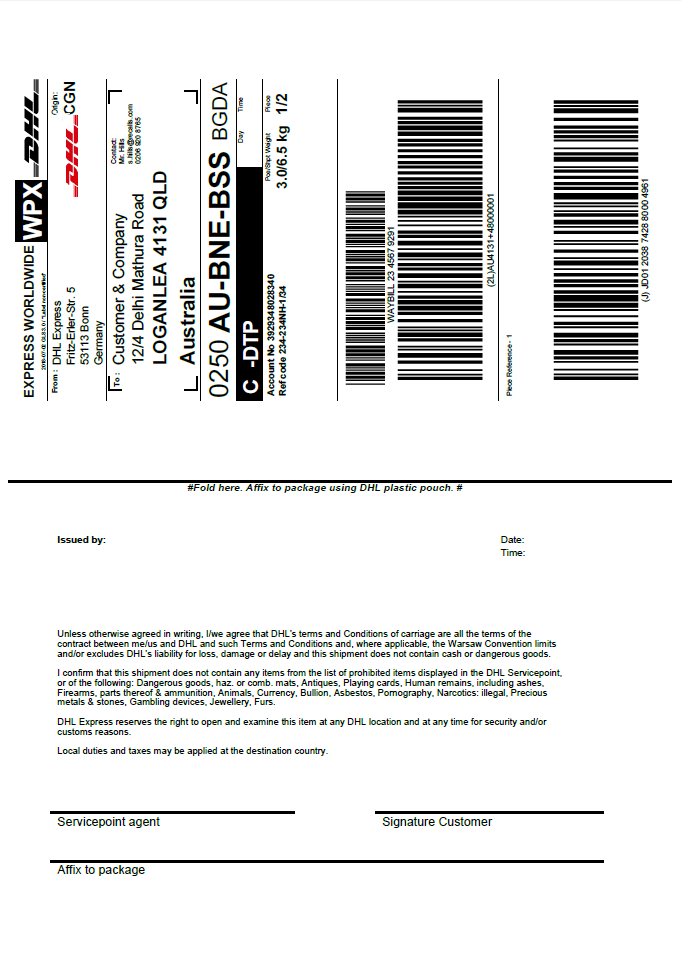 EXPRESS WORLDWIDE WPX DHL
From : DHL Express
Fritz-Erler-Str. 5
53113 Bonn
Germany
Origin:
CGN
DHL
To :
Customer & Company
12/4 Delhi Mathura Road
LOGANLEA 4131 QLD
Australia
Contact:
Mr. Hills
s.hills@recalls.com
0206 920 8765
0250 AU-BNE-BSS BGDA
C -DTP
Day Time
Account No 3929348028340
Ref code 234-234NH-1/34
Pce/Shpt Weight Piece
3.0/6.5 kg 1/2
WAYBILL 23 4567 9291
(2L)AU4131+48000001
Piece Reference - 1
(J) JD01 2038 7428 8000 4961
#Fold here. Affix to package using DHL plastic pouch. #
Issued by:
Date:
Time:
Unless otherwise agreed in writing, I/we agree that DHL's terms and Conditions of carriage are all the terms of the
contract between me/us and DHL and such Terms and Conditions and, where applicable, the Warsaw Convention limits
and/or excludes DHL's liability for loss, damage or delay and this shipment does not contain cash or dangerous goods.
I confirm that this shipment does not contain any items from the list of prohibited items displayed in the DHL Servicepoint,
or of the following: Dangerous goods, haz. or comb. mats, Antiques, Playing cards, Human remains, including ashes,
Firearms, parts thereof & ammunition, Animals, Currency, Bullion, Asbestos, Pornography, Narcotics: illegal, Precious
metals & stones, Gambling devices, Jewellery, Furs.
DHL Express reserves the right to open and examine this item at any DHL location and at any time for security and/or
customs reasons.
Local duties and taxes may be applied at the destination country.
Servicepoint agent
Signature Customer
Affix to package